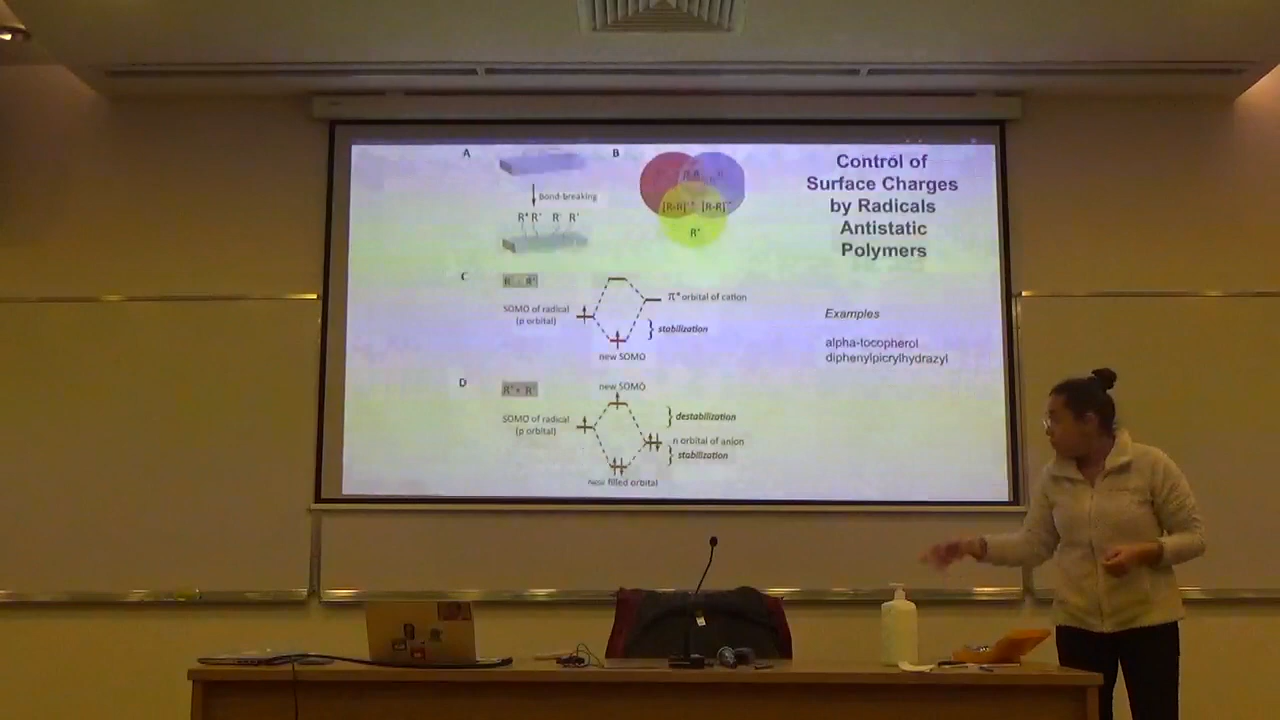 A
Bond-breaking
B
[R-R]
[R-R]
R•
Control of
Surface Charges
by Radicals
Antistatic
Polymers
C
SOMO of radical
(p orbital)
π* orbital of cation
stabilization
new SOMO
Examples
alpha-tocopherol
diphenylpicrylhydrazyl
D
new SOMO
SOMO of radical
(p orbital)
destabilization
n orbital of anion
stabilization
new filled orbital